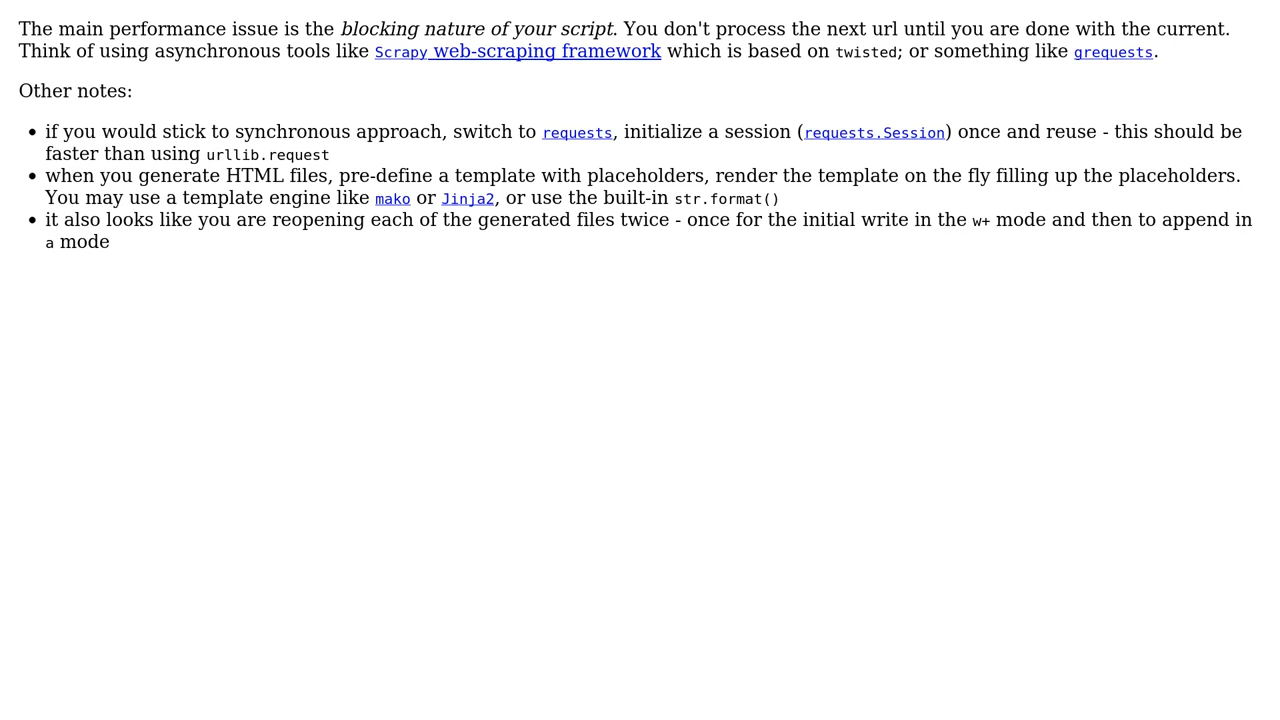 The main performance issue is the blocking nature of your script. You don't process the next url until you are done with the current.
Think of using asynchronous tools like Scrapy web-scraping framework which is based on twisted; or something like grequests.
Other notes:
• if you would stick to synchronous approach, switch to requests, initialize a session (requests.Session) once and reuse - this should be
faster than using urllib.request
• when you generate HTML files, pre-define a template with placeholders, render the template on the fly filling up the placeholders.
You may use a template engine like mako or Jinja2, or use the built-in str.format()
• it also looks like you are reopening each of the generated files twice - once for the initial write in the w+ mode and then to append in
a mode